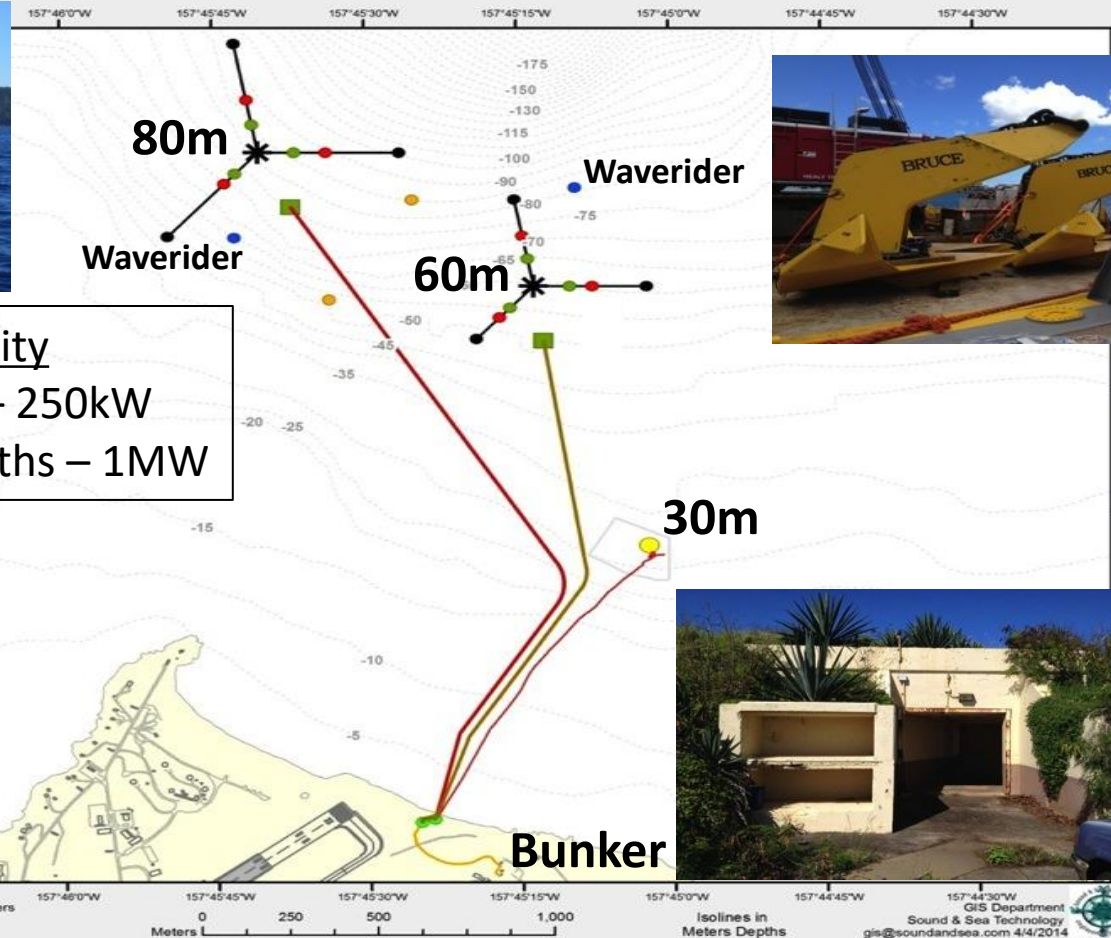 157°46'0"W 157°45'45"W 157°45'30"W 157°45'15"W 157°45'0"W 157°44'45"W 157°44'30"W
-175
-150
-130
-115
-100
-90
-80
-75
-70
-65
80m
Waverider
BRUCE
BRUC
Waverider
60m
-50
-45
-35
ity
250kW
ths – 1MW
-20 -25
-15
30m
-10
-5
Bunker
157°46'0"W 157°45'45"W 157°45'30"W 157°45'15"W 157°45'0"W 157°44'45"W 157°44'30"W
ers
Meters 0 250 500 1,000
Isolines in
Meters Depths
GIS Department
Sound & Sea Technology
gis@soundandsea.com 4/4/2014